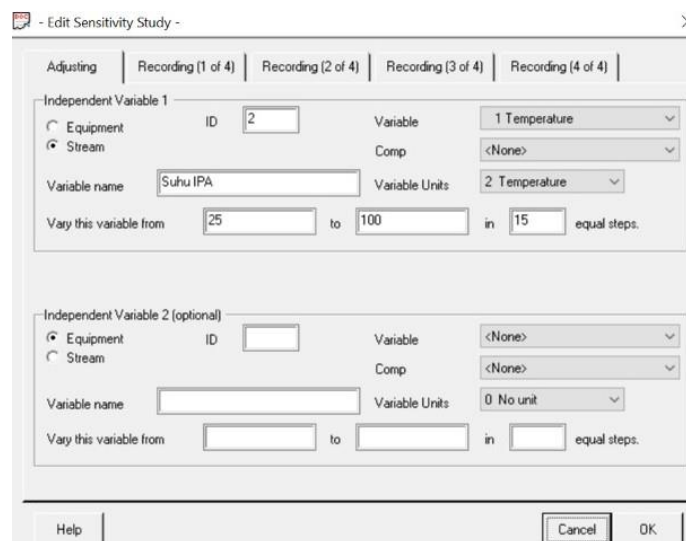 - Edit Sensitivity Study -
Adjusting Recording (1 of 4) Recording (2 of 4) Recording (3 of 4) Recording (4 of 4)
Independent Variable 1
Equipment ID 2 Variable 1 Temperature
Stream Comp <None>
Variable name Suhu IPA Variable Units 2 Temperature
Vary this variable from 25 to 100 in 15 equal steps.
Independent Variable 2 (optional)
Equipment ID Variable <None>
Stream Comp <None>
Variable name Variable Units 0 No unit
Vary this variable from to in equal steps.
Help Cancel OK